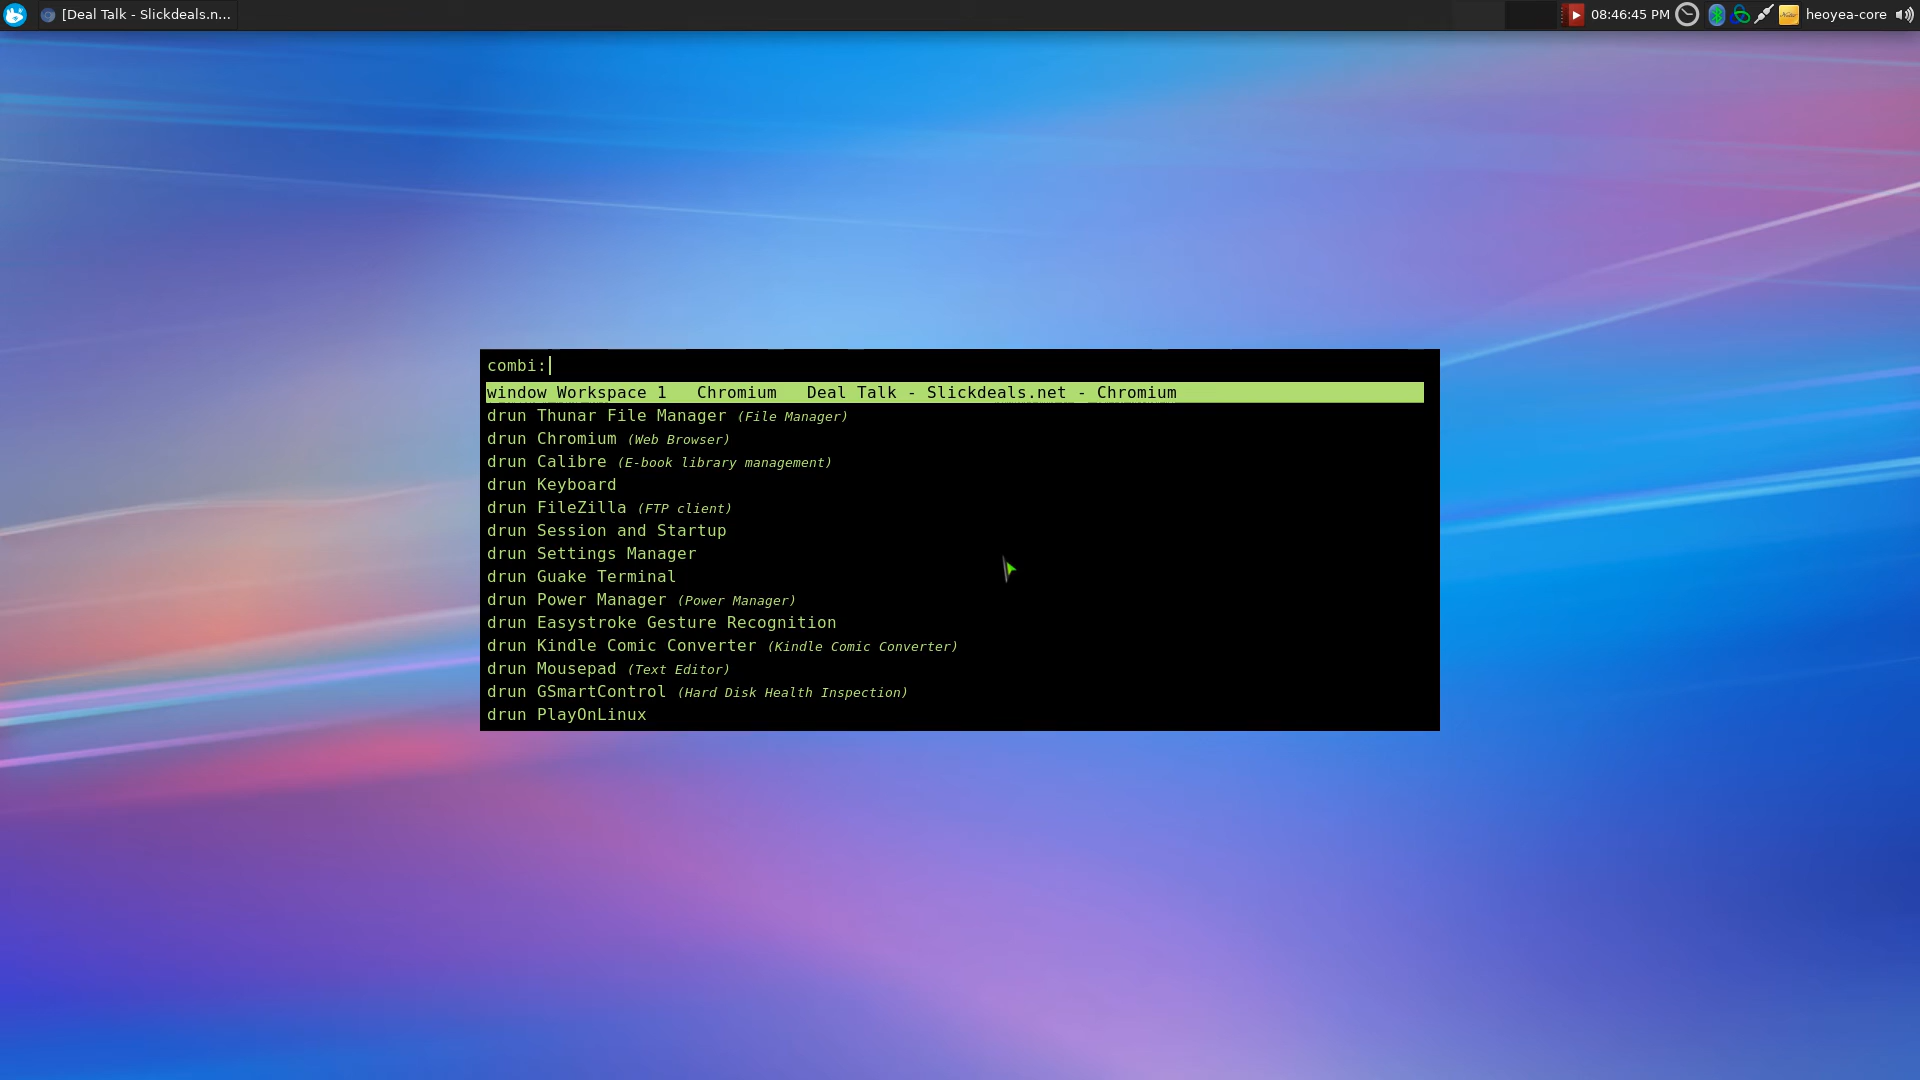 [Deal Talk - Slickdeals.n...
08:46:45 PM
heoyea-core
combi:
window Workspace 1 Chromium Deal Talk - Slickdeals.net - Chromium
drun Thunar File Manager (File Manager)
drun Chromium (Web Browser)
drun Calibre (E-book library management)
drun Keyboard
drun FileZilla (FTP client)
drun Session and Startup
drun Settings Manager
drun Guake Terminal
drun Power Manager (Power Manager)
drun Easystroke Gesture Recognition
drun Kindle Comic Converter (Kindle Comic Converter)
drun Mousepad (Text Editor)
drun GSmartControl (Hard Disk Health Inspection)
drun PlayOnLinux